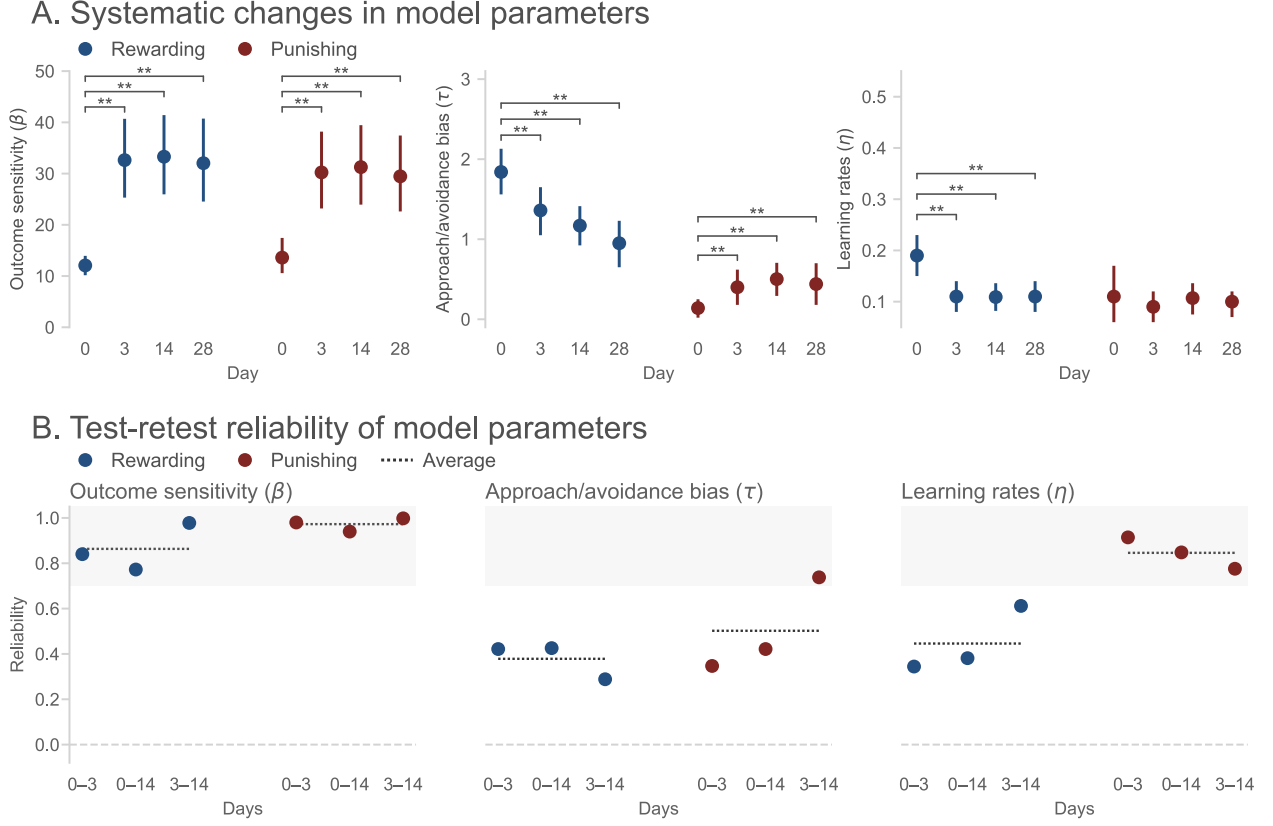 A. Systematic changes in model parameters
Rewarding Punishing
Outcome sensitivity (β)
50
40
30
20
10
0
** ** **
** ** **
0 3 14 28 0 3 14 28
Day
Approach/avoidance bias (τ)
3
2
1
0
** ** **
** ** **
0 3 14 28 0 3 14 28
Day
Learning rates (η)
0.5
0.4
0.3
0.2
0.1
** ** **
0 3 14 28 0 3 14 28
Day
B. Test-retest reliability of model parameters
Rewarding Punishing Average
Outcome sensitivity (β)
Reliability
1.0
0.8
0.6
0.4
0.2
0.0
0–3 0–14 3–14 0–3 0–14 3–14
Days
Approach/avoidance bias (τ)
0–3 0–14 3–14 0–3 0–14 3–14
Days
Learning rates (η)
0–3 0–14 3–14 0–3 0–14 3–14
Days